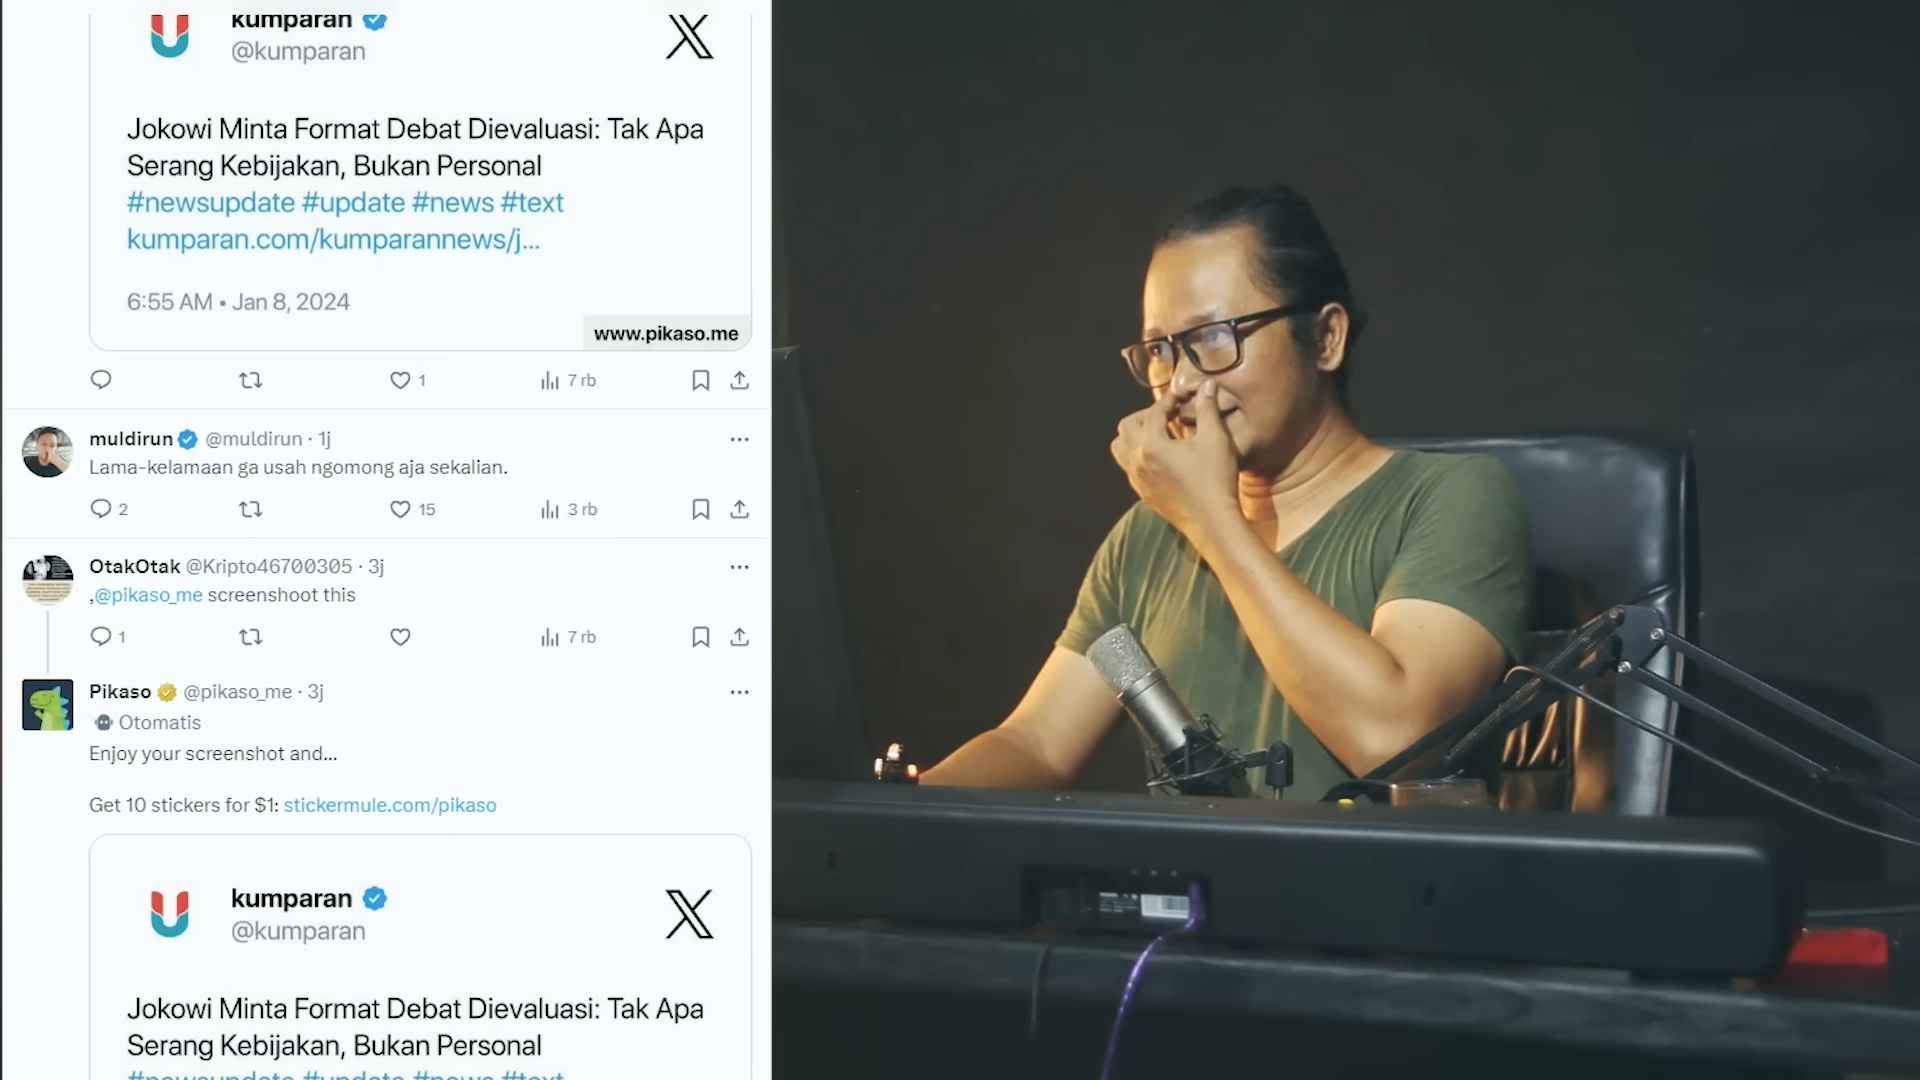 kumparan
@kumparan
Jokowi Minta Format Debat Dievaluasi: Tak Apa
Serang Kebijakan, Bukan Personal
#newsupdate #update #news #text
kumparan.com/kumparannews/j...
6:55 AM • Jan 8, 2024
www.pikaso.me
1 7 rb
muldirun @muldirun · 1j
Lama-kelamaan ga usah ngomong aja sekalian.
2 15 3 rb
OtakOtak @Kripto46700305 · 3j
,@pikaso_me screenshoot this
1 7 rb
Pikaso @pikaso_me · 3j
Otomatis
Enjoy your screenshot and...
Get 10 stickers for $1: stickermule.com/pikaso
kumparan
@kumparan
Jokowi Minta Format Debat Dievaluasi: Tak Apa
Serang Kebijakan, Bukan Personal
#newsupdate #update #news #text